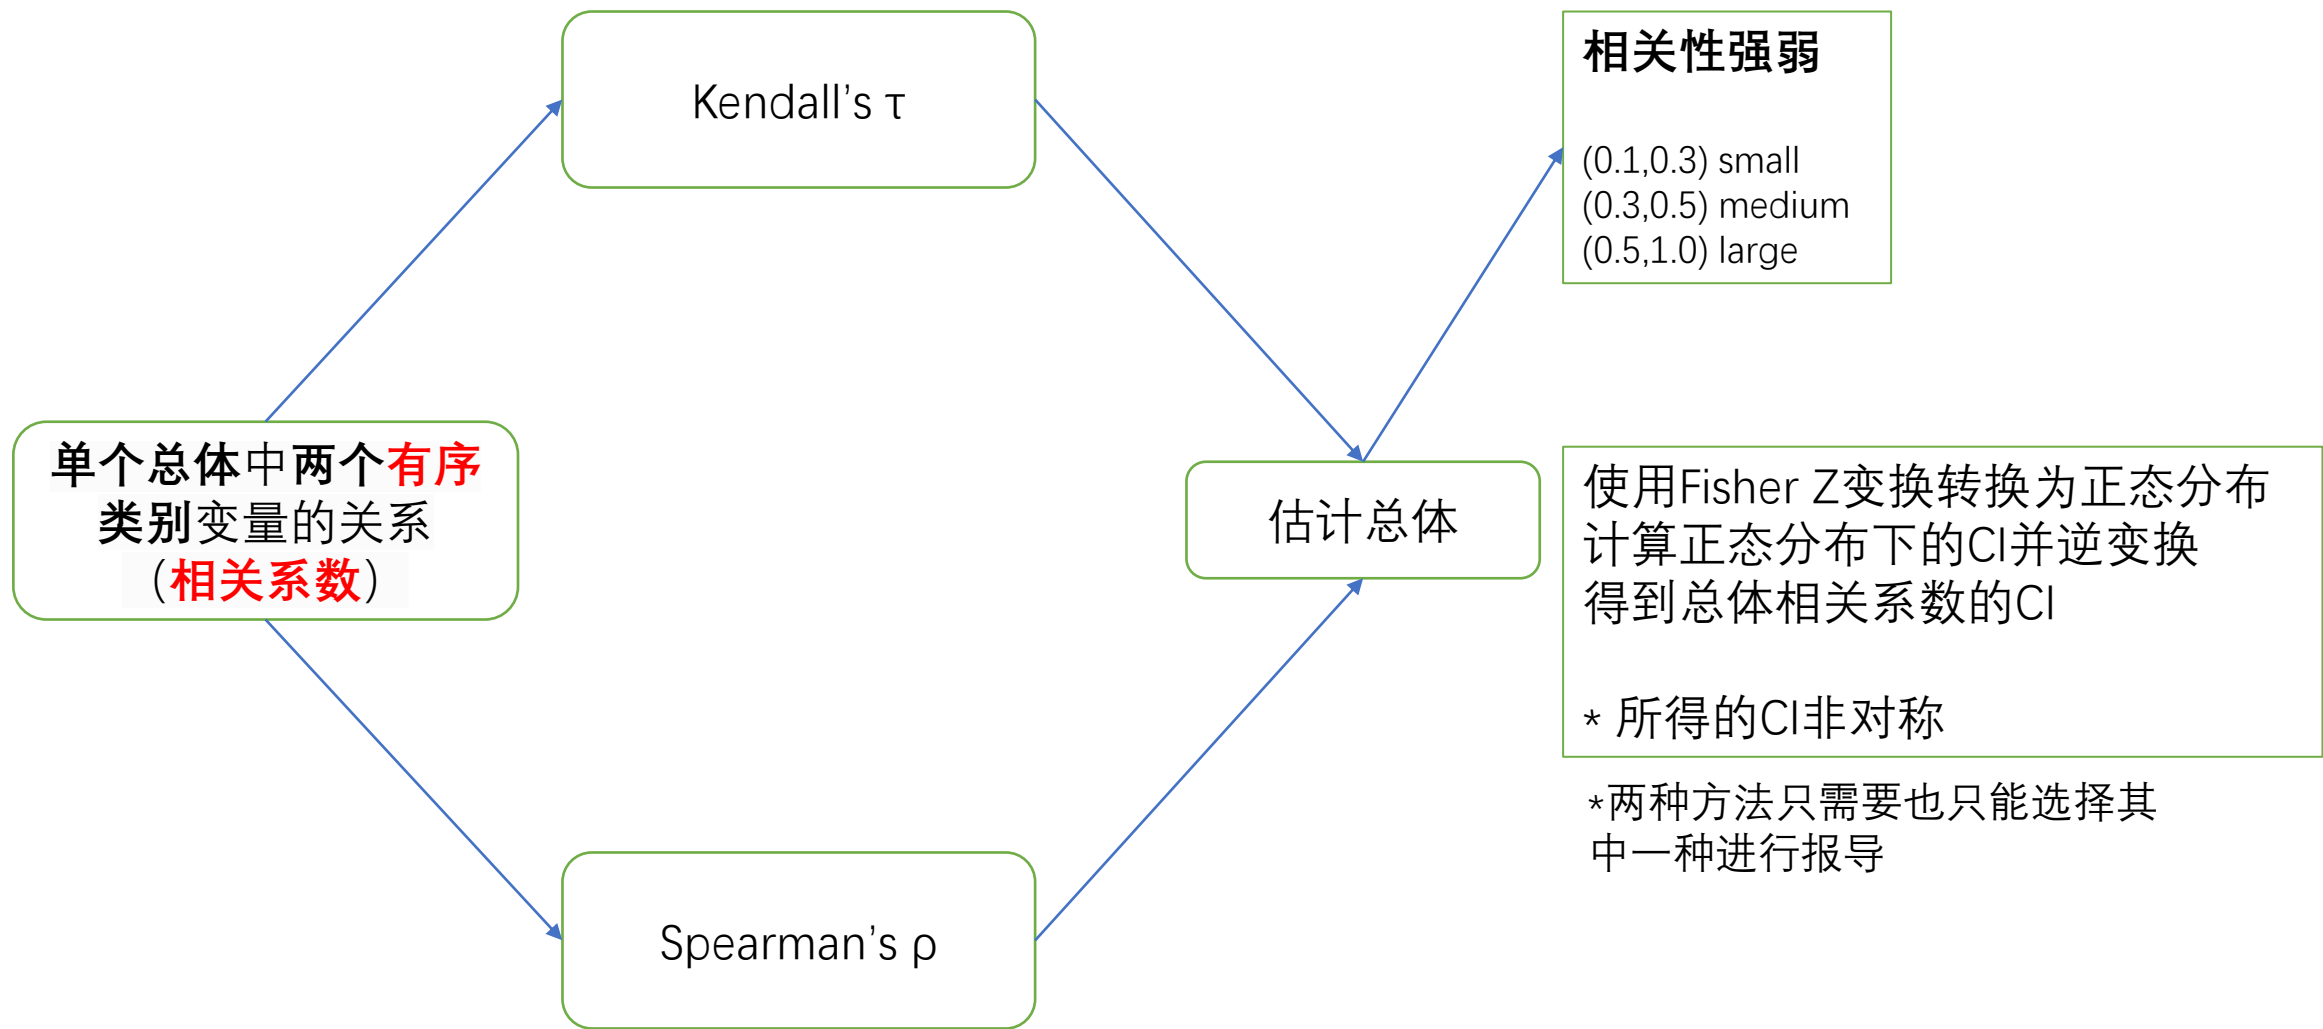 Kendall’s τ
相关性强弱
(0.1,0.3) small
(0.3,0.5) medium
(0.5,1.0) large
单个总体中两个有序
类别变量的关系
（相关系数）
估计总体
使用Fisher Z变换转换为正态分布
计算正态分布下的CI并逆变换
得到总体相关系数的CI
* 所得的CI非对称
*两种方法只需要也只能选择其
中一种进行报导
Spearman’s ρ